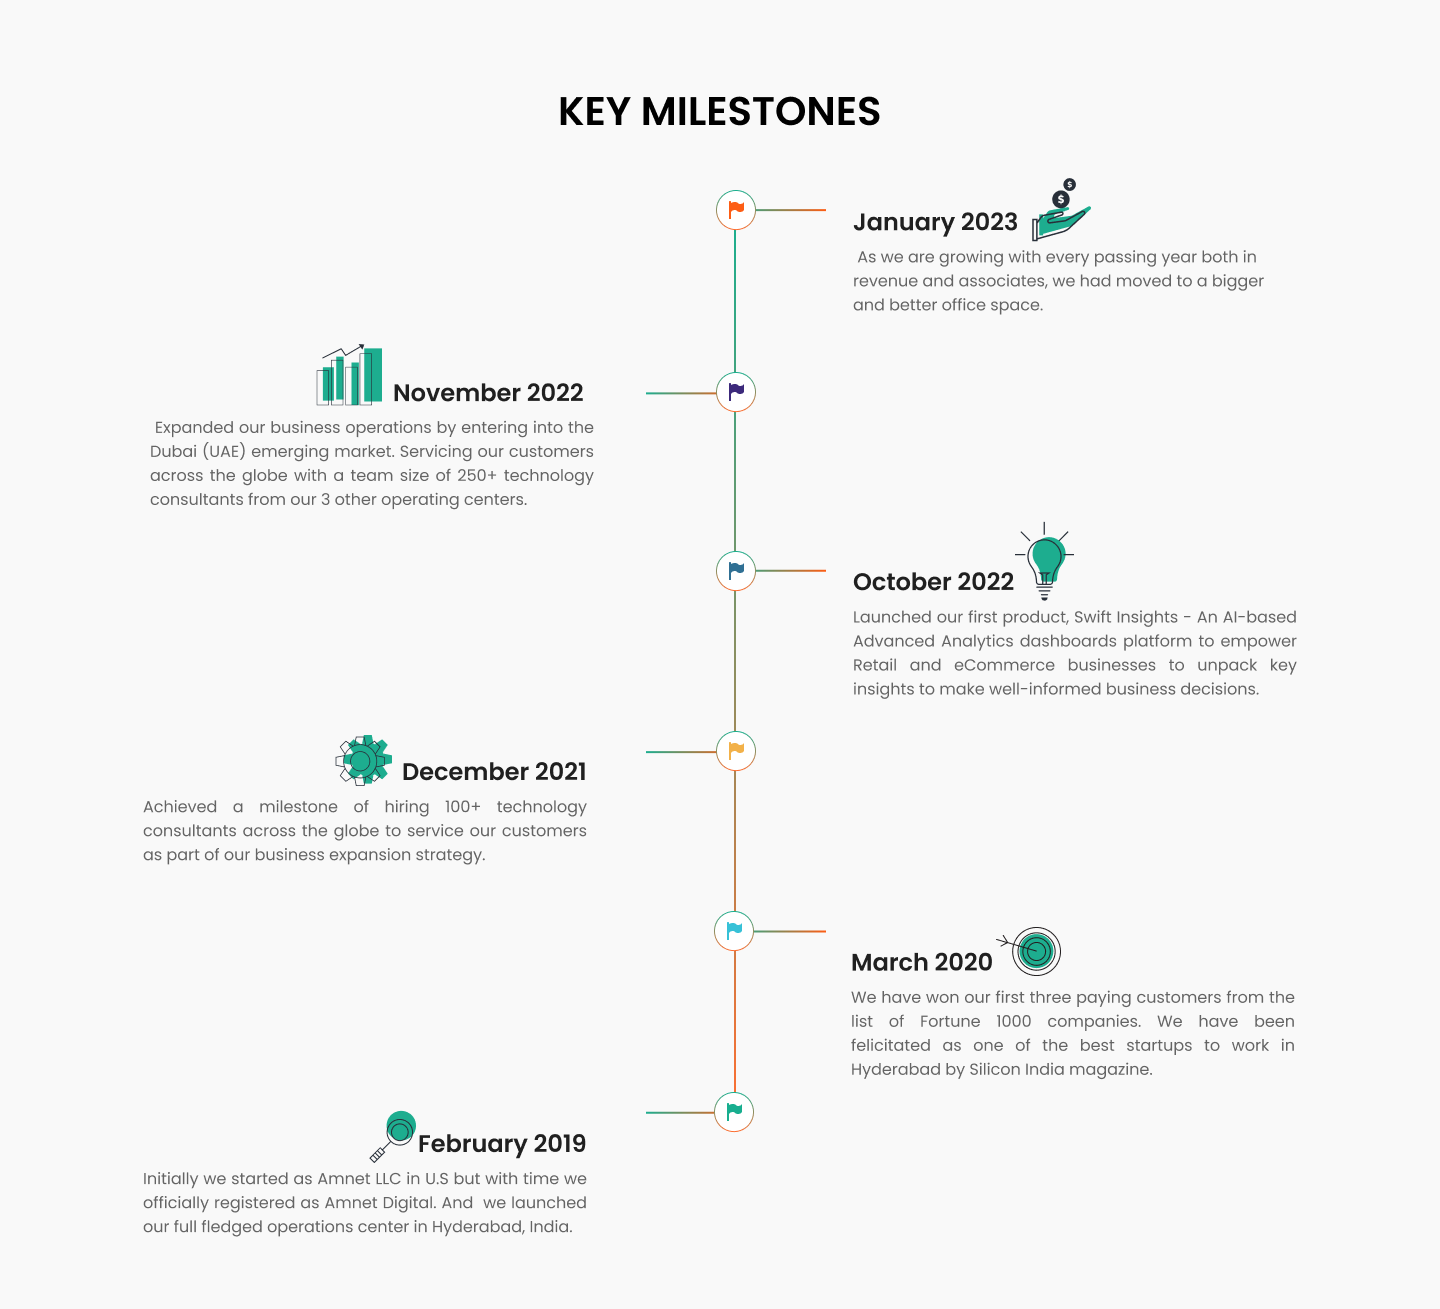 KEY MILESTONES
January 2023
As we are growing with every passing year both in
revenue and associates, we had moved to a bigger
and better office space.
November 2022
Expanded our business operations by entering into the
Dubai (UAE) emerging market. Servicing our customers
across the globe with a team size of 250+ technology
consultants from our 3 other operating centers.
October 2022
Launched our first product, Swift Insights - An AI-based
Advanced Analytics dashboards platform to empower
Retail and eCommerce businesses to unpack key
insights to make well-informed business decisions.
December 2021
Achieved a milestone of hiring 100+ technology
consultants across the globe to service our customers
as part of our business expansion strategy.
March 2020
We have won our first three paying customers from the
list of Fortune 1000 companies. We have been
felicitated as one of the best startups to work in
Hyderabad by Silicon India magazine.
February 2019
Initially we started as Amnet LLC in U.S but with time we
officially registered as Amnet Digital. And  we launched
our full fledged operations center in Hyderabad, India.